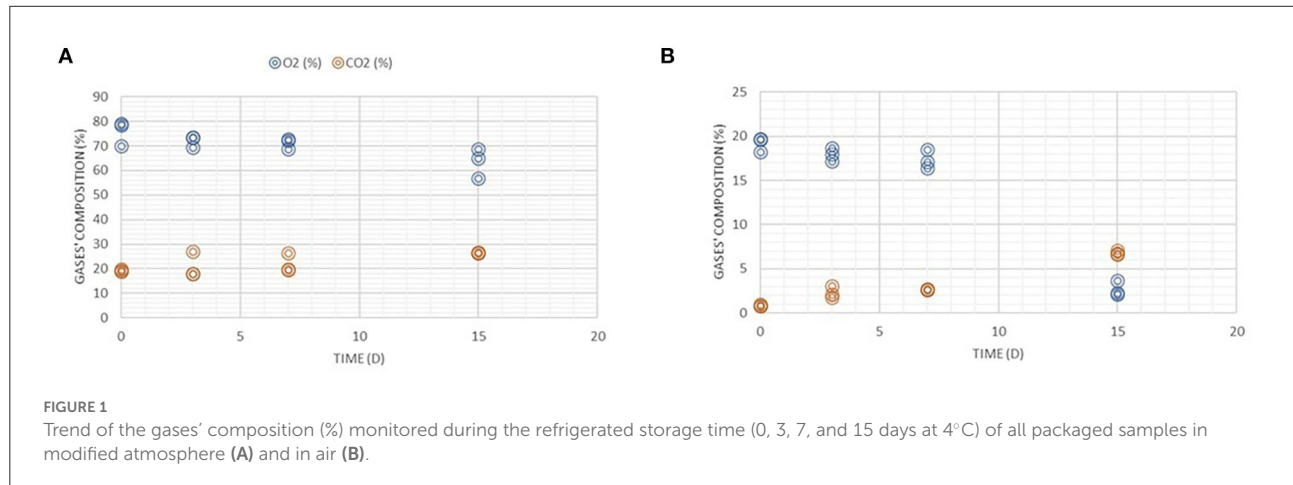 A
O2 (%) CO2 (%)
GASES' COMPOSITION (%)
90
80
70
60
50
40
30
20
10
0
0 5 10 15 20
TIME (D)
B
GASES' COMPOSITION (%)
25
20
15
10
5
0
0 5 10 15 20
TIME (D)
FIGURE 1
Trend of the gases' composition (%) monitored during the refrigerated storage time (0, 3, 7, and 15 days at 4°C) of all packaged samples in
modified atmosphere (A) and in air (B).